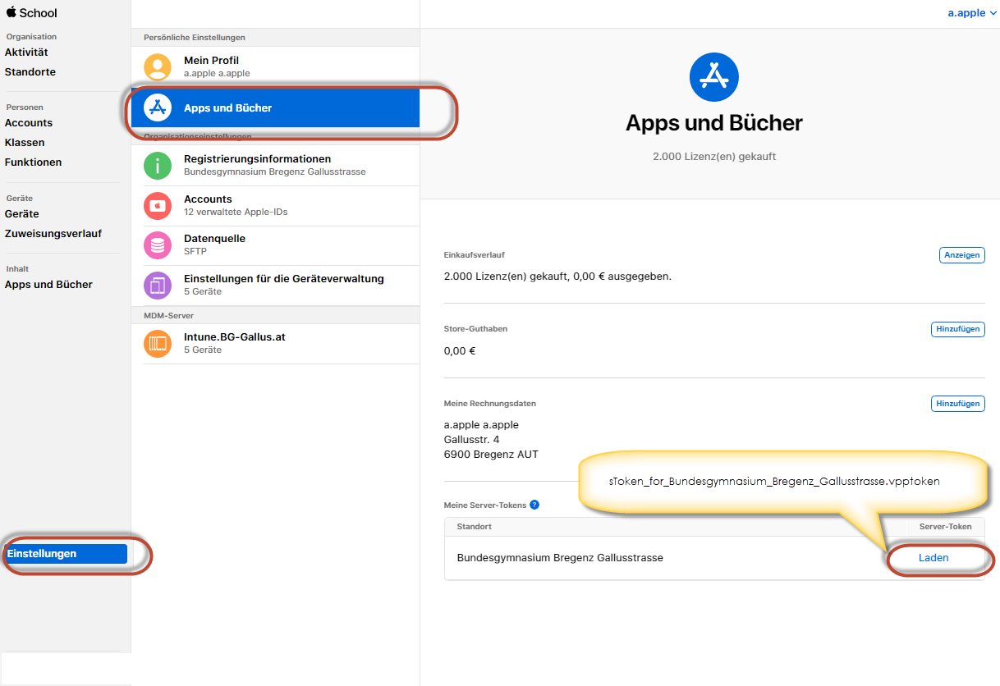 School
Organisation
Aktivität
Standorte
Personen
Accounts
Klassen
Funktionen
Geräte
Geräte
Zuweisungsverlauf
Inhalt
Apps und Bücher
Einstellungen
Persönliche Einstellungen
Mein Profil
a.apple a.apple
Apps und Bücher
Organisationseinstellungen
Registrierungsinformationen
Bundesgymnasium Bregenz Gallusstrasse
Accounts
12 verwaltete Apple-IDs
Datenquelle
SFTP
Einstellungen für die Geräteverwaltung
5 Geräte
MDM-Server
Intune.BG-Gallus.at
5 Geräte
a.apple
Apps und Bücher
2.000 Lizenz(en) gekauft
Einkaufsverlauf
Anzeigen
2.000 Lizenz(en) gekauft, 0,00 € ausgegeben.
Store-Guthaben
Hinzufügen
0,00 €
Meine Rechnungsdaten
Hinzufügen
a.apple a.apple
Gallusstr. 4
6900 Bregenz AUT
sToken_for_Bundesgymnasium_Bregenz_Gallusstrasse.vpptoken
Meine Server-Tokens ?
Standort Server-Token
Bundesgymnasium Bregenz Gallusstrasse Laden